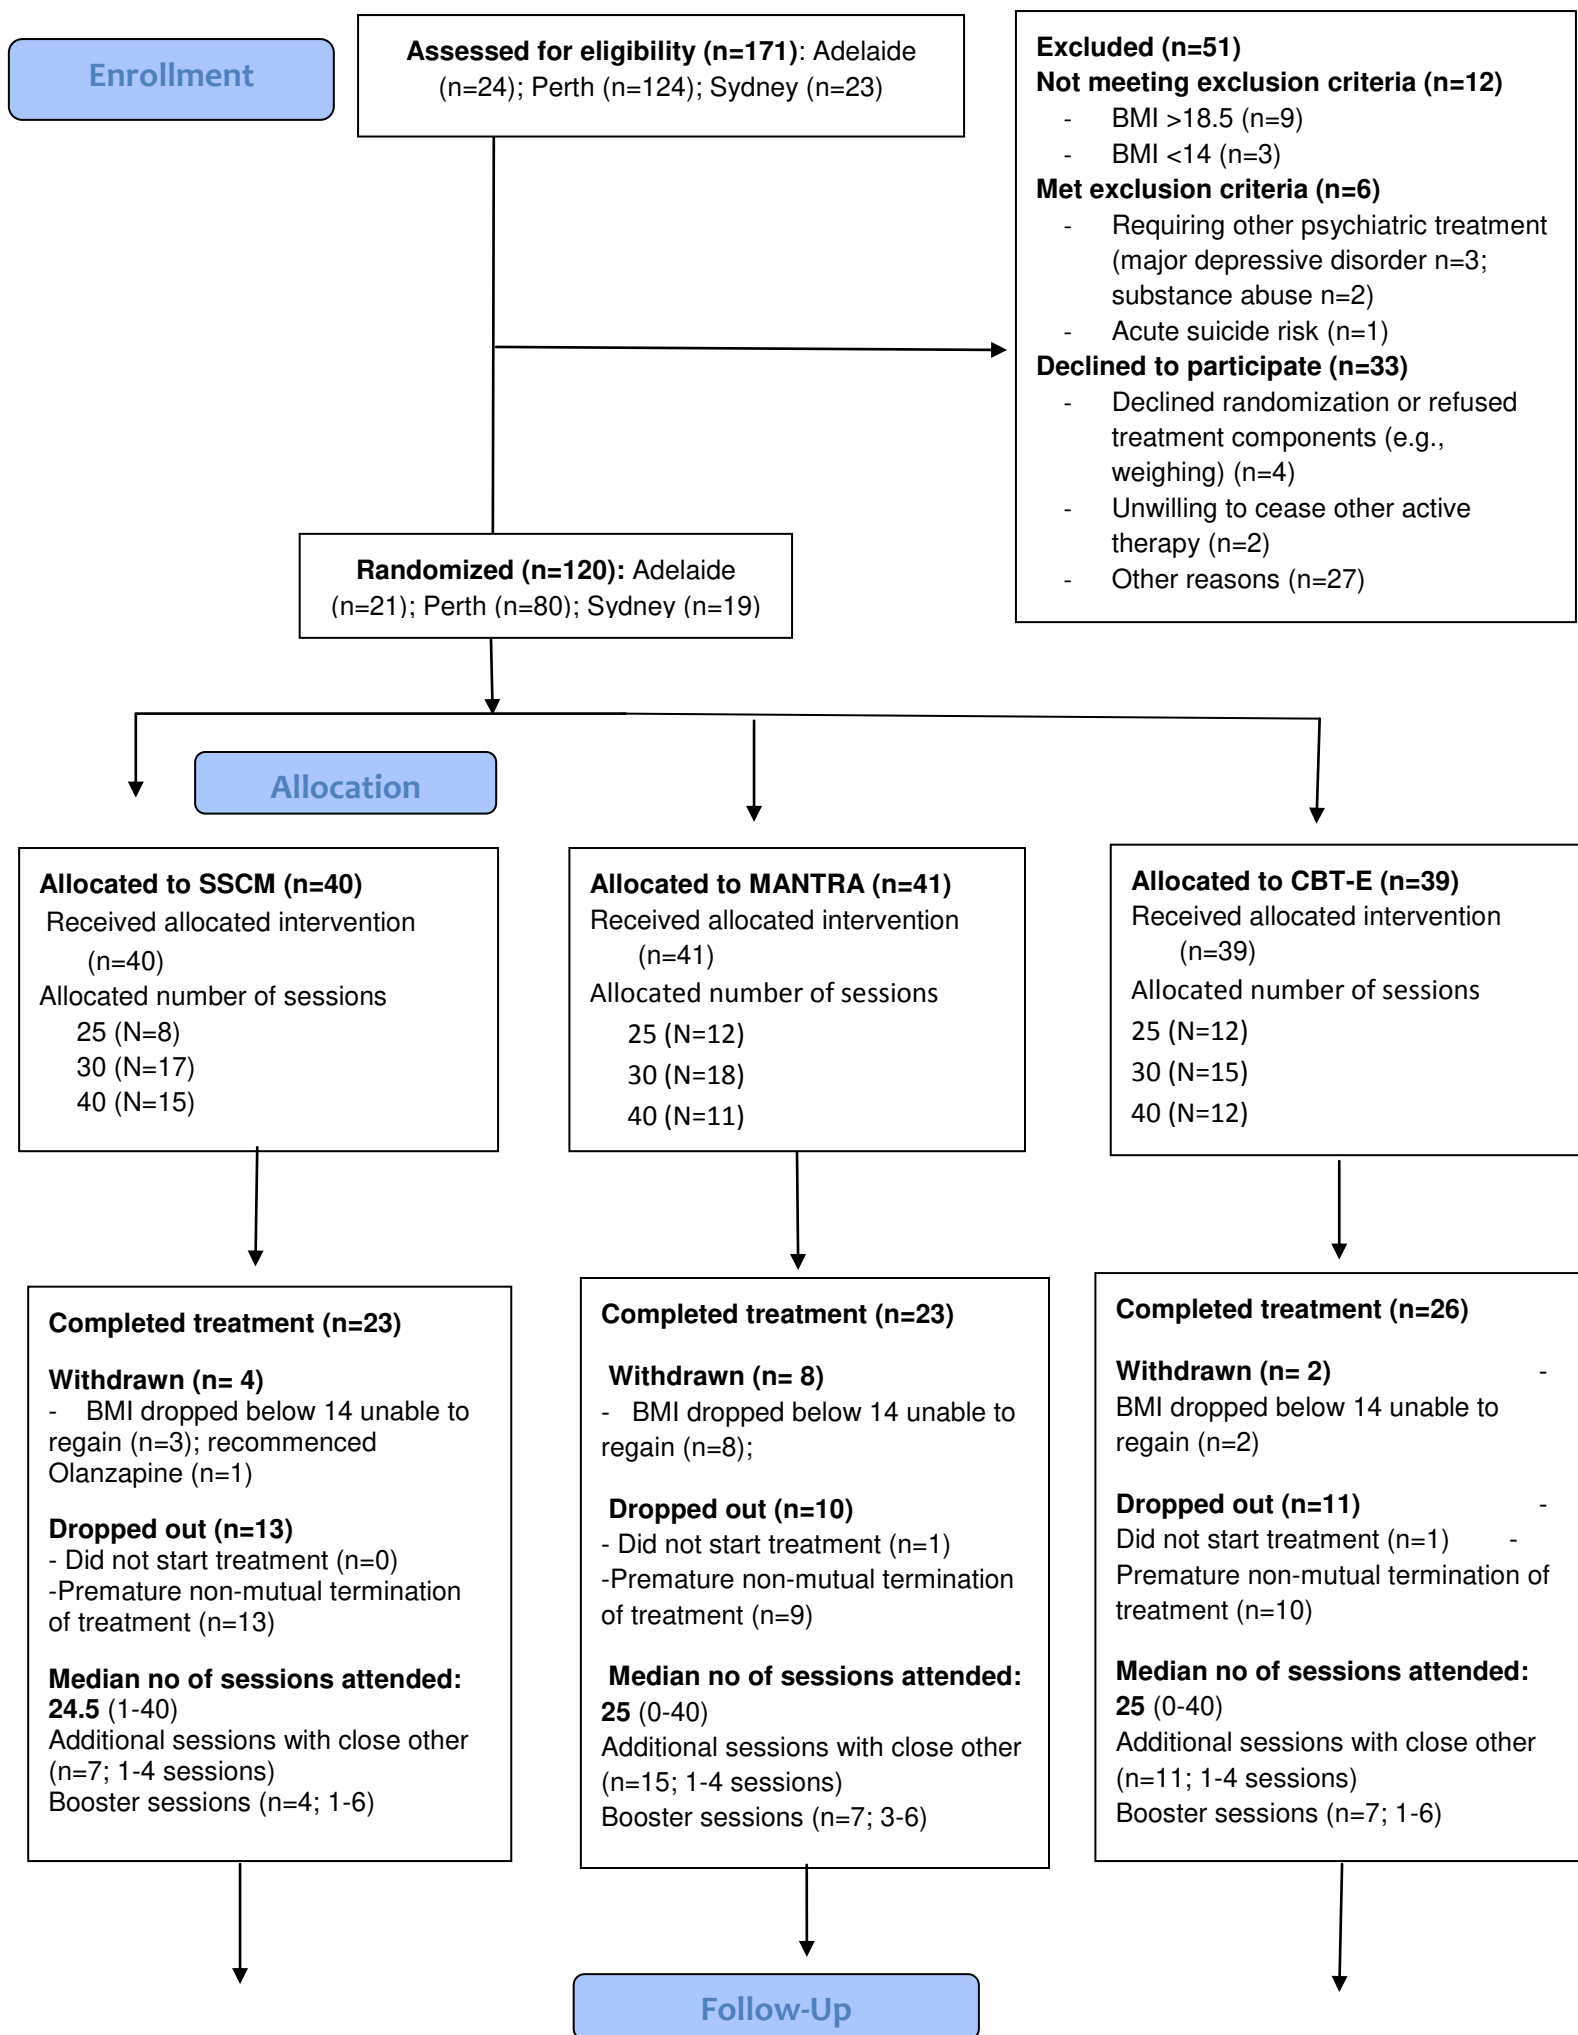 Enrollment
Assessed for eligibility (n=171): Adelaide
(n=24); Perth (n=124); Sydney (n=23)
Excluded (n=51)
Not meeting exclusion criteria (n=12)
- BMI >18.5 (n=9)
- BMI <14 (n=3)
Met exclusion criteria (n=6)
- Requiring other psychiatric treatment
(major depressive disorder n=3;
substance abuse n=2)
- Acute suicide risk (n=1)
Declined to participate (n=33)
- Declined randomization or refused
treatment components (e.g.,
weighing) (n=4)
- Unwilling to cease other active
therapy (n=2)
- Other reasons (n=27)
Randomized (n=120): Adelaide
(n=21); Perth (n=80); Sydney (n=19)
Allocation
Allocated to SSCM (n=40)
Received allocated intervention
(n=40)
Allocated number of sessions
25 (N=8)
30 (N=17)
40 (N=15)
Allocated to MANTRA (n=41)
Received allocated intervention
(n=41)
Allocated number of sessions
25 (N=12)
30 (N=18)
40 (N=11)
Allocated to CBT-E (n=39)
Received allocated intervention
(n=39)
Allocated number of sessions
25 (N=12)
30 (N=15)
40 (N=12)
Completed treatment (n=23)
Withdrawn (n= 4)
- BMI dropped below 14 unable to
regain (n=3); recommenced
Olanzapine (n=1)
Dropped out (n=13)
- Did not start treatment (n=0)
-Premature non-mutual termination
of treatment (n=13)
Median no of sessions attended:
24.5 (1-40)
Additional sessions with close other
(n=7; 1-4 sessions)
Booster sessions (n=4; 1-6)
Completed treatment (n=23)
Withdrawn (n= 8)
- BMI dropped below 14 unable to
regain (n=8);
Dropped out (n=10)
- Did not start treatment (n=1)
-Premature non-mutual termination
of treatment (n=9)
Median no of sessions attended:
25 (0-40)
Additional sessions with close other
(n=15; 1-4 sessions)
Booster sessions (n=7; 3-6)
Completed treatment (n=26)
Withdrawn (n= 2) -
BMI dropped below 14 unable to
regain (n=2)
Dropped out (n=11) -
Did not start treatment (n=1) -
Premature non-mutual termination of
treatment (n=10)
Median no of sessions attended:
25 (0-40)
Additional sessions with close other
(n=11; 1-4 sessions)
Booster sessions (n=7; 1-6)
Follow-Up